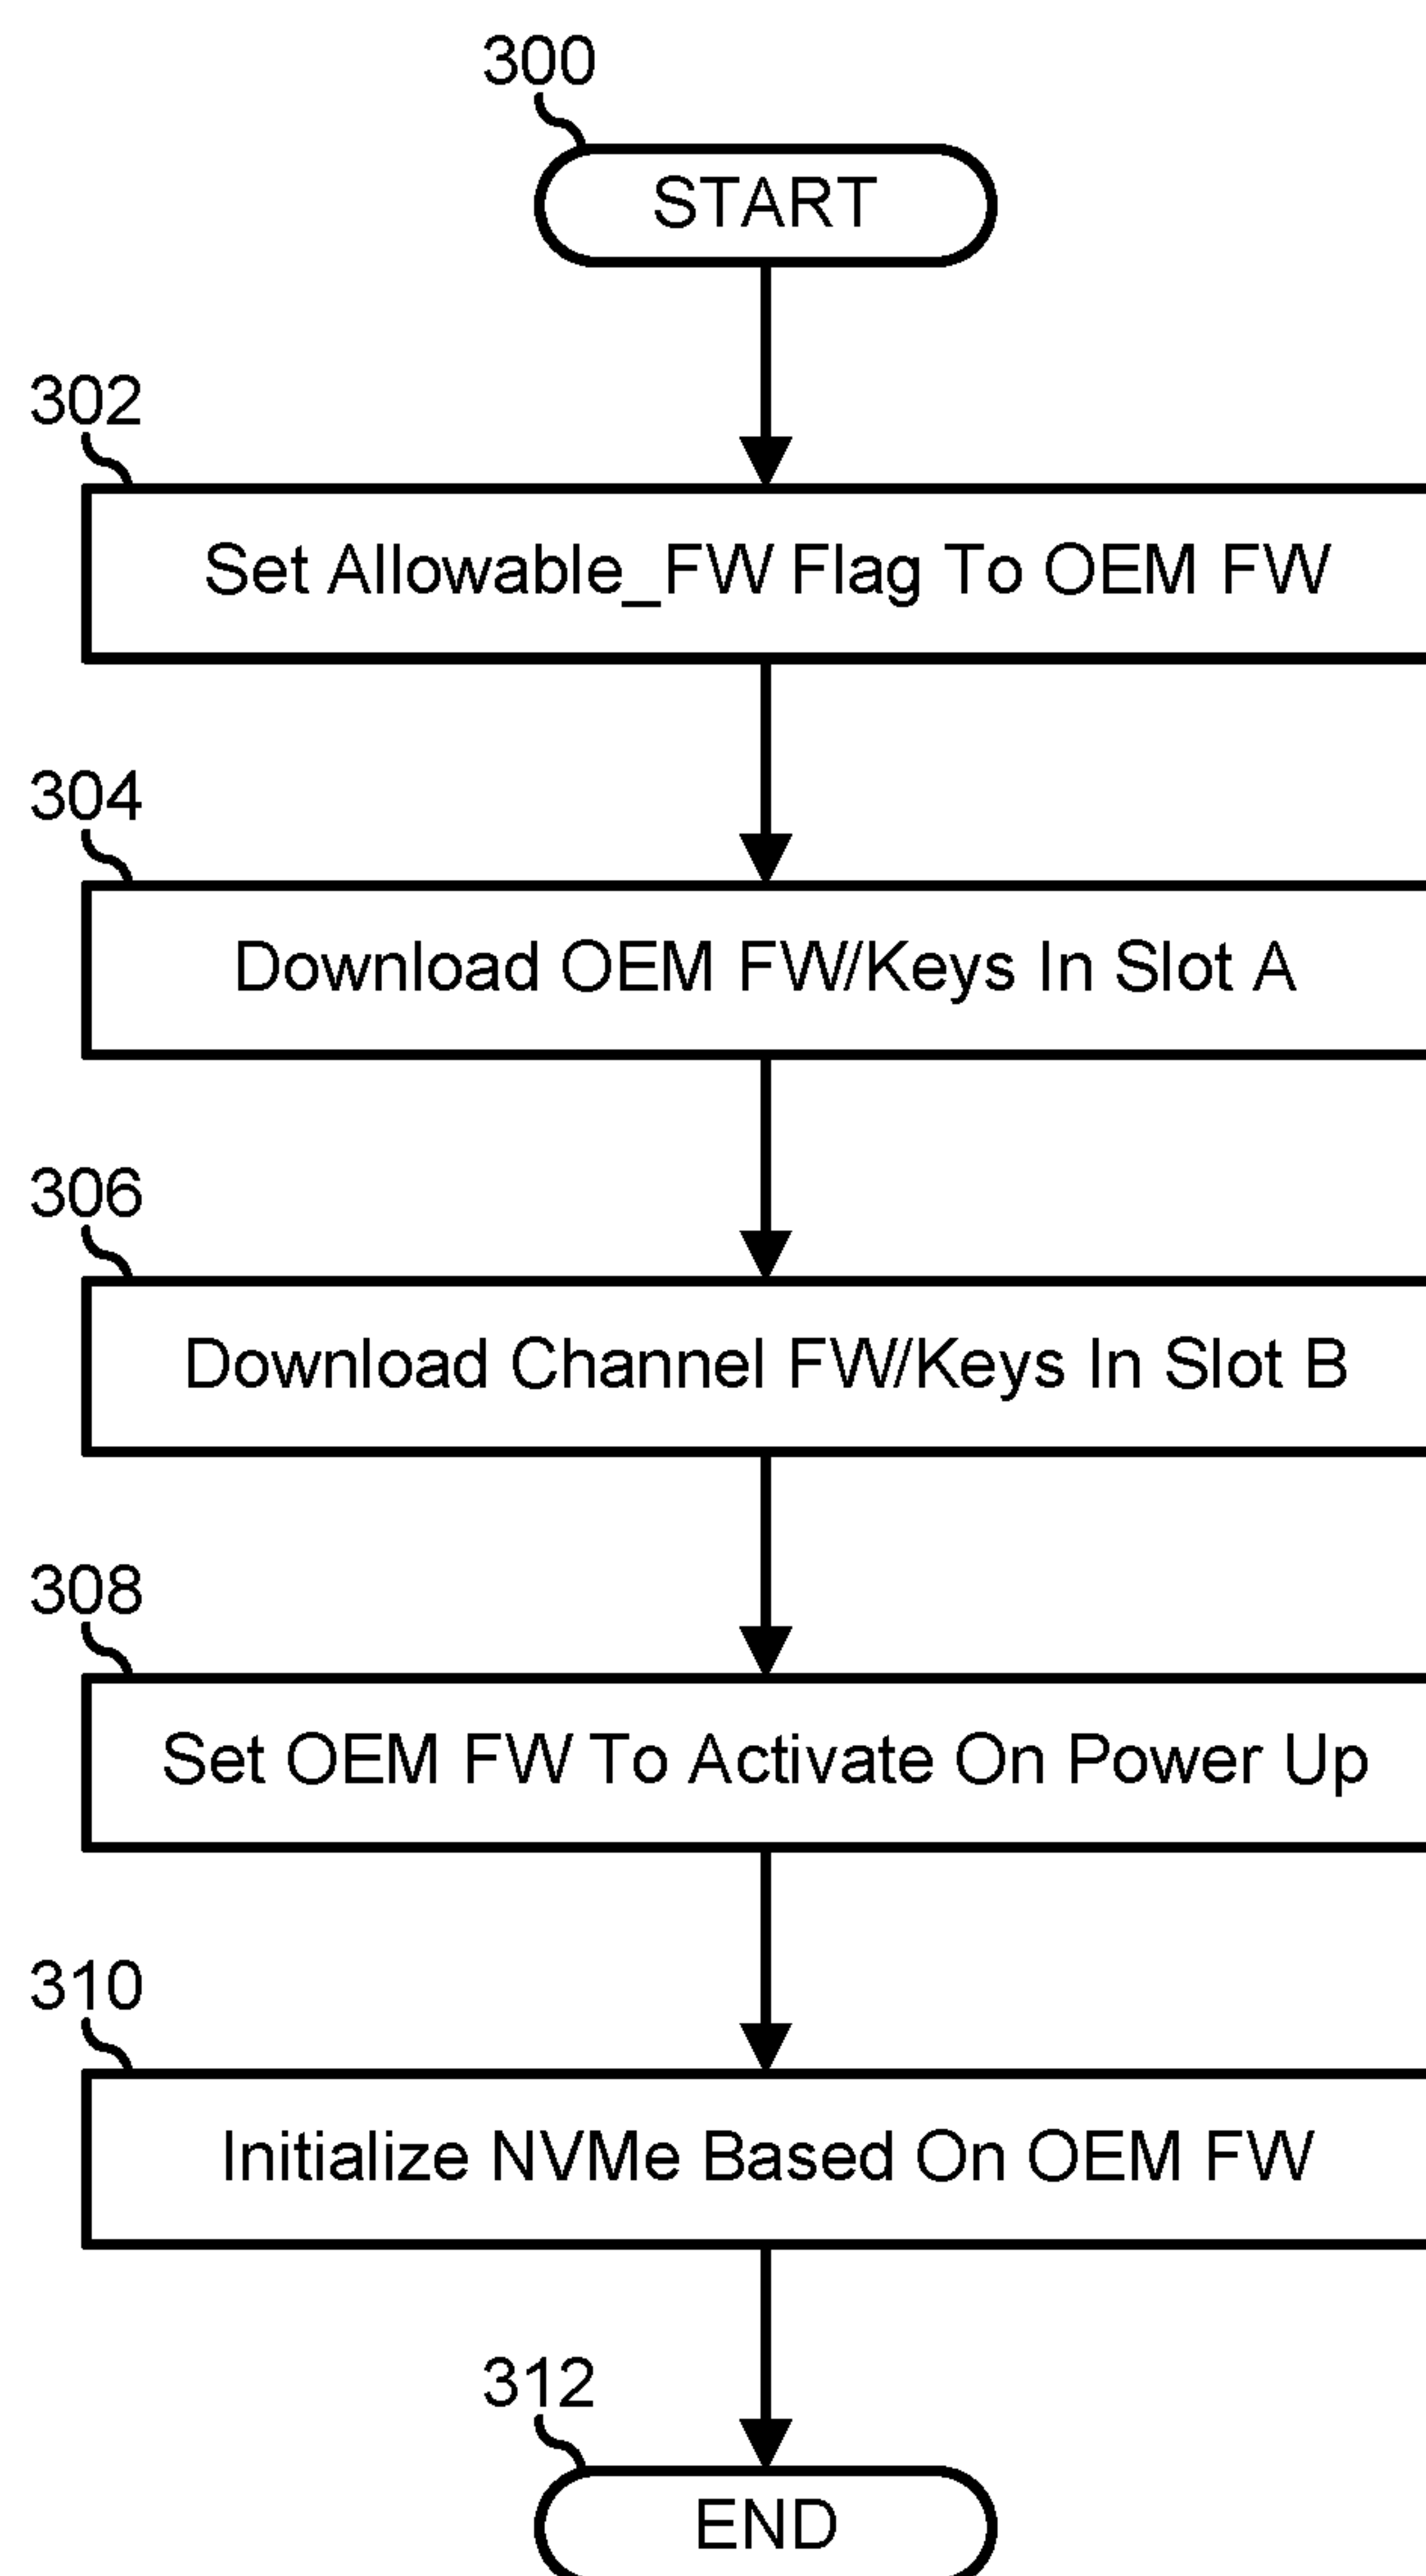 300
START
302
Set Allowable_FW Flag To OEM FW
304
Download OEM FW/Keys In Slot A
306
Download Channel FW/Keys In Slot B
308
Set OEM FW To Activate On Power Up
310
Initialize NVMe Based On OEM FW
312
END